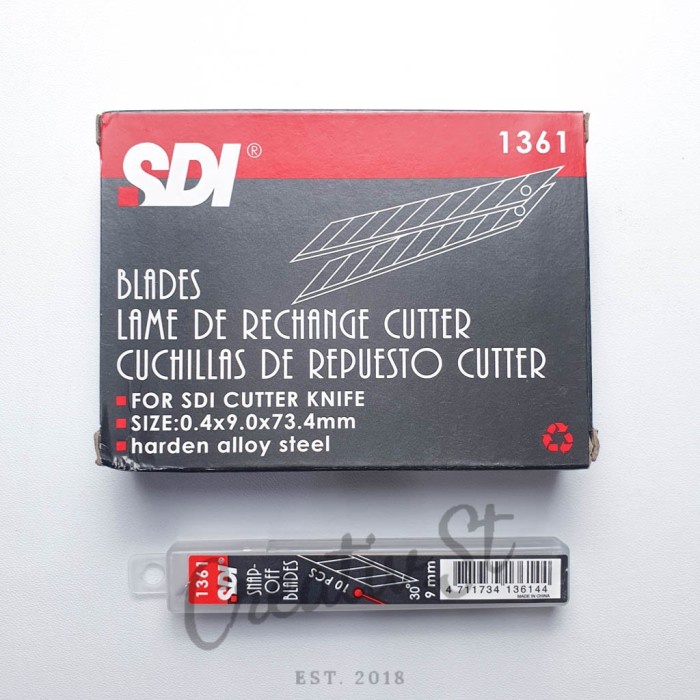 SDI®
1361
BLADES
LAME DE RECHANGE CUTTER
CUCHILLAS DE REPUESTO CUTTER
FOR SDI CUTTER KNIFE
SIZE:0.4x9.0x73.4mm
harden alloy steel
1361
SDI®
SNAP-
OFF
BLADES
10 PCS
30°
9 mm
4 711734 136144
MADE IN CHINA
Creative St
EST. 2018